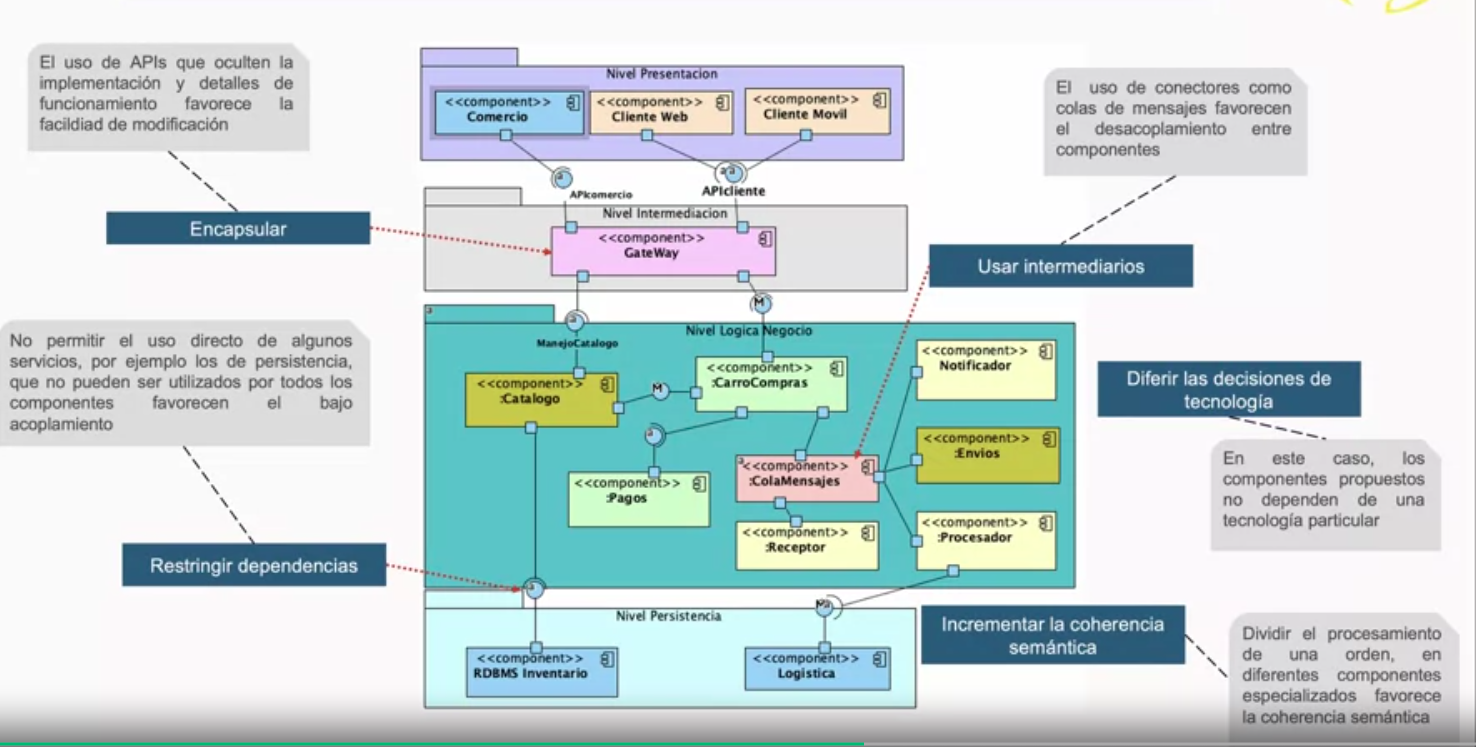 El uso de APIs que oculten la
implementación y detalles de
funcionamiento favorece la
facildiad de modificación
Encapsular
No permitir el uso directo de algunos
servicios, por ejemplo los de persistencia,
que no pueden ser utilizados por todos los
componentes favorecen el bajo
acoplamiento
Restringir dependencias
Nivel Presentacion
<<component>>
Comercio
<<component>>
Cliente Web
<<component>>
Cliente Movil
APIcomercio
APIcliente
Nivel Intermediacion
<<component>>
GateWay
M
Nivel Logica Negocio
ManejoCatalogo
<<component>>
:Catalogo
M
<<component>>
:CarroCompras
<<component>>
Notificador
<<component>>
:Envios
<<component>>
:Pagos
<<component>>
:ColaMensajes
<<component>>
:Receptor
<<component>>
:Procesador
Nivel Persistencia
M
<<component>>
RDBMS Inventario
<<component>>
Logistica
El uso de conectores como
colas de mensajes favorecen
el desacoplamiento entre
componentes
Usar intermediarios
Diferir las decisiones de
tecnología
En este caso, los
componentes propuestos
no dependen de una
tecnología particular
Incrementar la coherencia
semántica
Dividir el procesamiento
de una orden, en
diferentes componentes
especializados favorece
la coherencia semántica